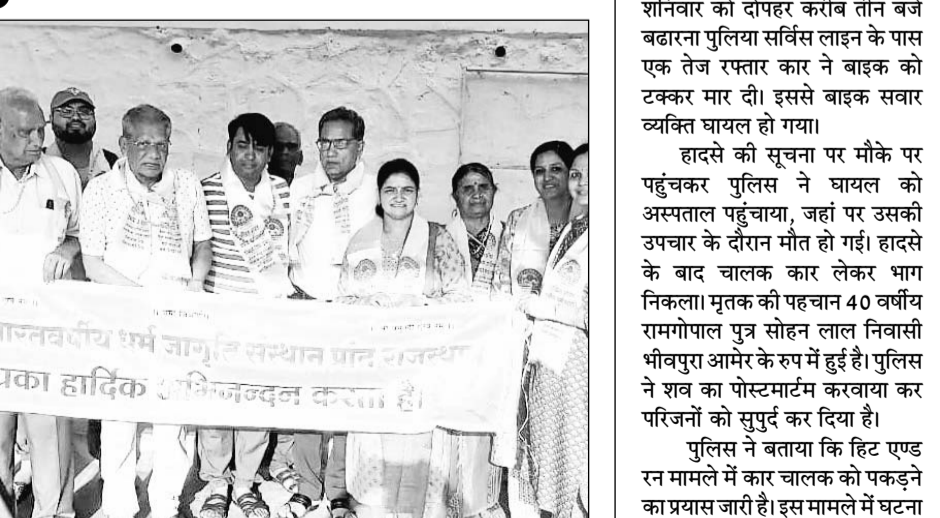 भारतवर्षीय धर्म जागृति संस्थान प्रांत राजस्थान
हार्दिक अभिनन्दन करता है।
शनिवार को दोपहर करीब तीन बजे
बढारना पुलिया सर्विस लाइन के पास
एक तेज रफ्तार कार ने बाइक को
टक्कर मार दी। इससे बाइक सवार
व्यक्ति घायल हो गया।
हादसे की सूचना पर मौके पर
पहुंचकर पुलिस ने घायल को
अस्पताल पहुंचाया, जहां पर उसकी
उपचार के दौरान मौत हो गई। हादसे
के बाद चालक कार लेकर भाग
निकला। मृतक की पहचान 40 वर्षीय
रामगोपाल पुत्र सोहन लाल निवासी
भीवपुरा आमेर के रुप में हुई है। पुलिस
ने शव का पोस्टमार्टम करवाया कर
परिजनों को सुपुर्द कर दिया है।
पुलिस ने बताया कि हिट एण्ड
रन मामले में कार चालक को पकड़ने
का प्रयास जारी है। इस मामले में घटना